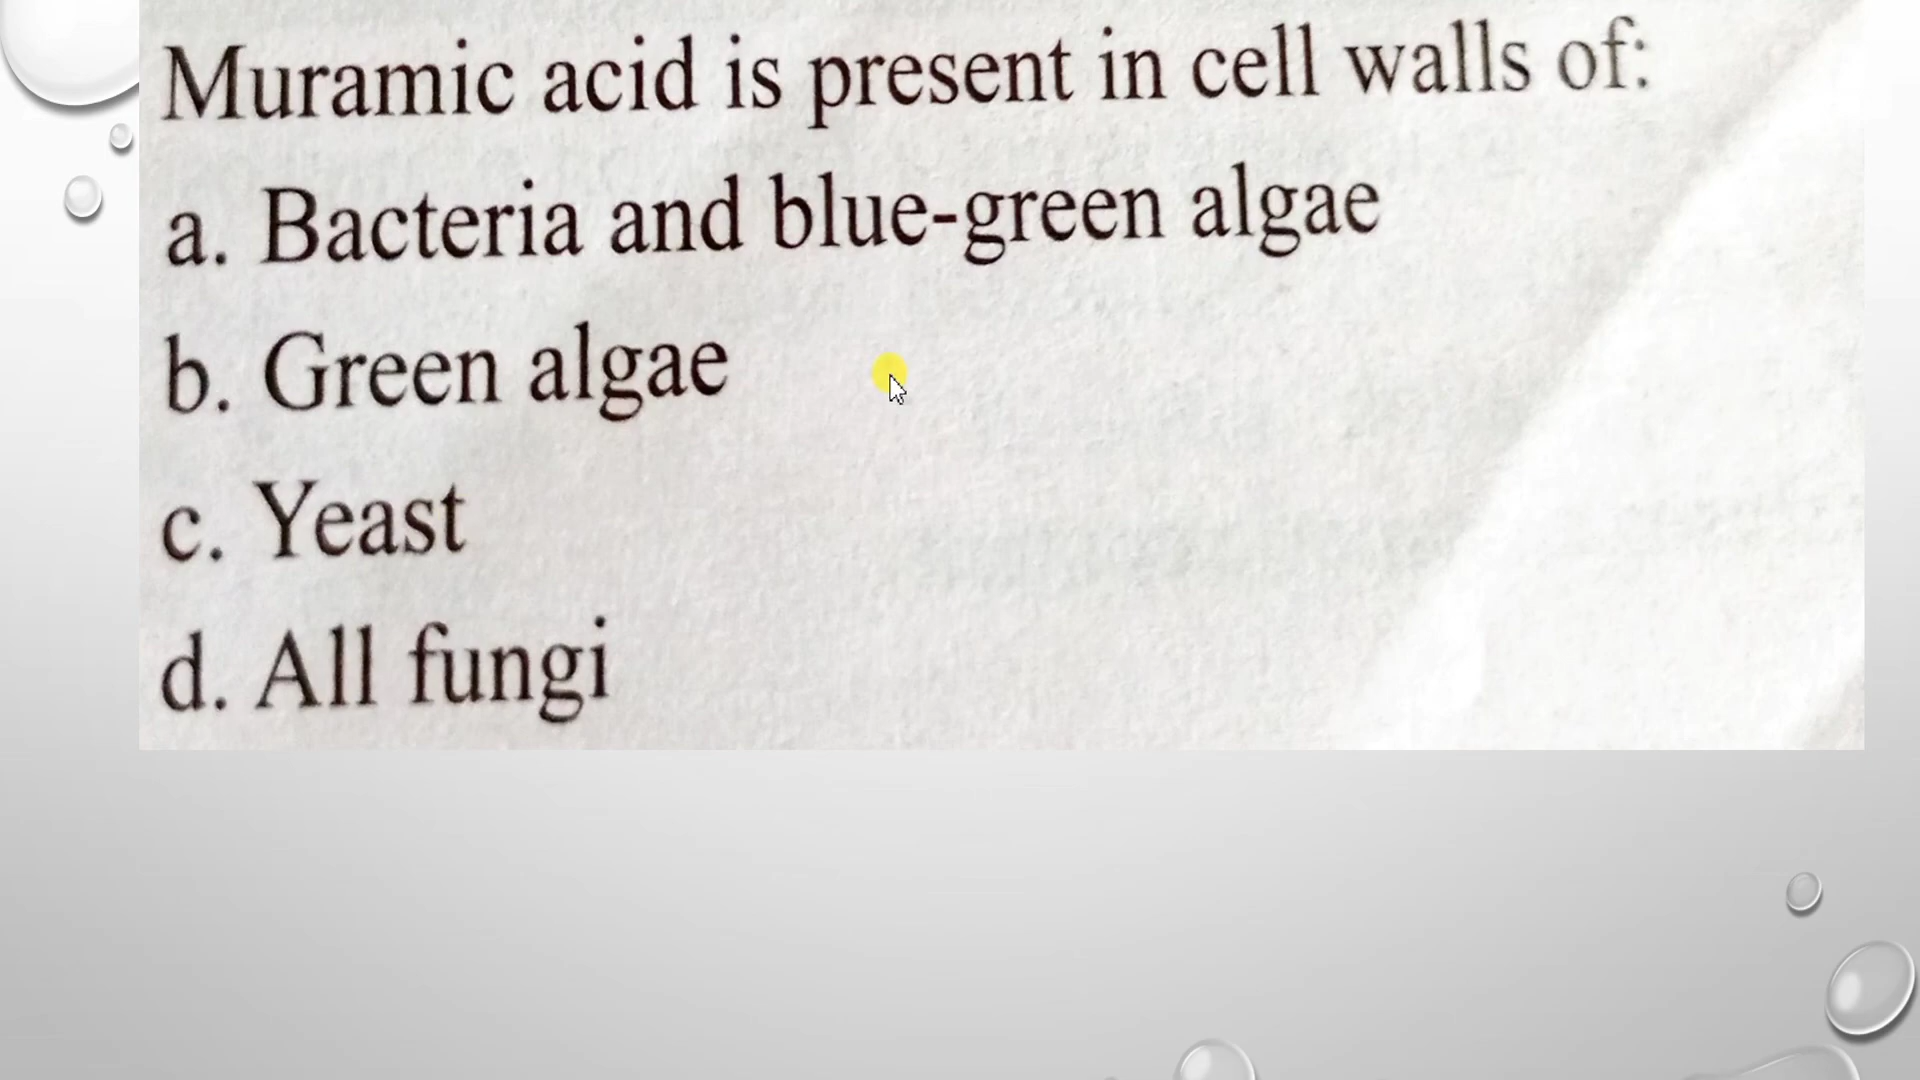 Muramic acid is present in cell walls of:
a. Bacteria and blue-green algae
b. Green algae
c. Yeast
d. All fungi